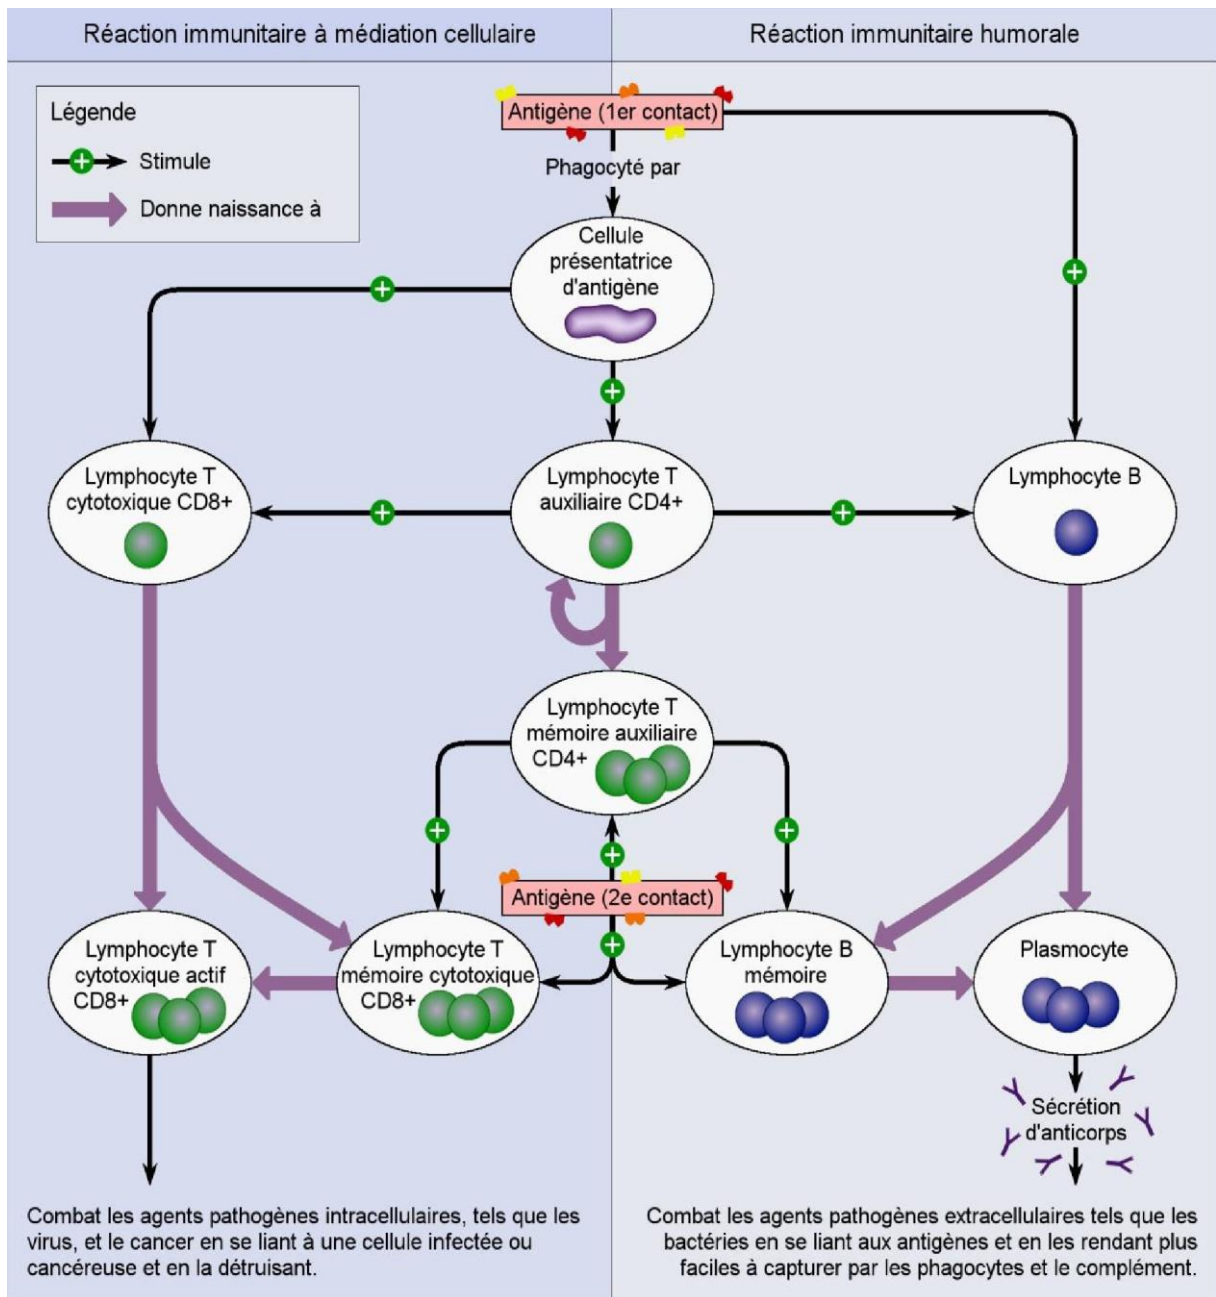 Réaction immunitaire à médiation cellulaire
Réaction immunitaire humorale
Légende
Stimule
Donne naissance à
Antigène (1er contact)
Phagocyté par
Cellule
présentatrice
d'antigène
Lymphocyte T
cytotoxique CD8+
Lymphocyte T
auxiliaire CD4+
Lymphocyte B
Lymphocyte T
mémoire auxiliaire
CD4+
Antigène (2e contact)
Lymphocyte T
cytotoxique actif
CD8+
Lymphocyte T
mémoire cytotoxique
CD8+
Lymphocyte B
mémoire
Plasmocyte
Sécrétion
d'anticorps
Combat les agents pathogènes intracellulaires, tels que les
virus, et le cancer en se liant à une cellule infectée ou
cancéreuse et en la détruisant.
Combat les agents pathogènes extracellulaires tels que les
bactéries en se liant aux antigènes et en les rendant plus
faciles à capturer par les phagocytes et le complément.